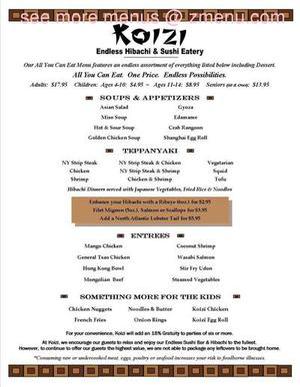 see more menus @ zmenu.com
KOIZI
Endless Hibachi & Sushi Eatery
Our All You Can Eat Menu features an endless assortment of everything listed below including Dessert.
All You Can Eat. One Price. Endless Possibilities.
Adults: $17.95 Children: Ages 4-10: $4.95 ~ Ages 11-14: $8.95 Seniors (60 & over): $13.95
SOUPS & APPETIZERS
Asian Salad Gyoza
Miso Soup Edamame
Hot & Sour Soup Crab Rangoon
Golden Chicken Soup Shanghai Egg Roll
TEPPANYAKI
NY Strip Steak NY Strip Steak & Chicken Vegetarian
Chicken NY Strip Steak & Shrimp Squid
Shrimp Chicken & Shrimp Tofu
Hibachi Dinners served with Japanese Vegetables, Fried Rice & Noodles
Enhance your Hibachi with a Ribeye (6oz.) for $2.95
Filet Mignon (5oz.), Salmon or Scallops for $3.95
Add a North Atlantic Lobster Tail for $5.95
ENTREES
Mango Chicken Coconut Shrimp
General Tsos Chicken Wasabi Salmon
Hung Kong Bowl Stir Fry Udon
Mongolian Beef Steamed Vegetables
SOMETHING MORE FOR THE KIDS
Chicken Nuggets Noodles & Butter Koizi Chicken
French Fries Onion Rings Koizi Egg Roll
For your convenience, Koizi will add an 18% Gratuity to parties of six or more.
At Koizi, we encourage our guests to relax and enjoy our Endless Sushi Bar & Hibachi to the fullest.
However, to continue to offer our guests the highest value, we are not able to package any leftovers to be brought home.
*Consuming raw or undercooked meat, eggs, poultry or seafood increases your risk to foodborne illnesses.